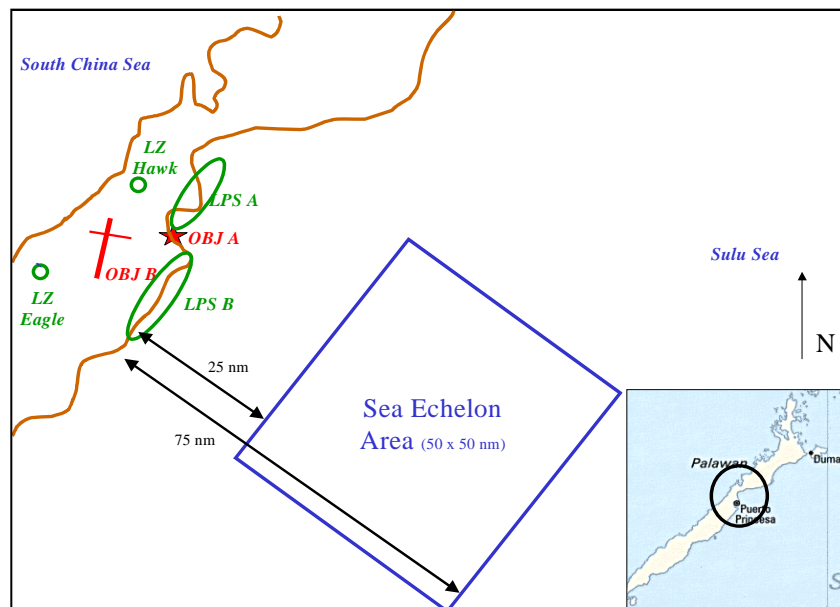 South China Sea
LZ
Hawk
LPS A
OBJ A
Sulu Sea
OBJ B
LZ
Eagle
LPS B
N
25 nm
75 nm
Sea Echelon
Area (50 x 50 nm)
Palawan
Duma
Puerto
Princesa
S